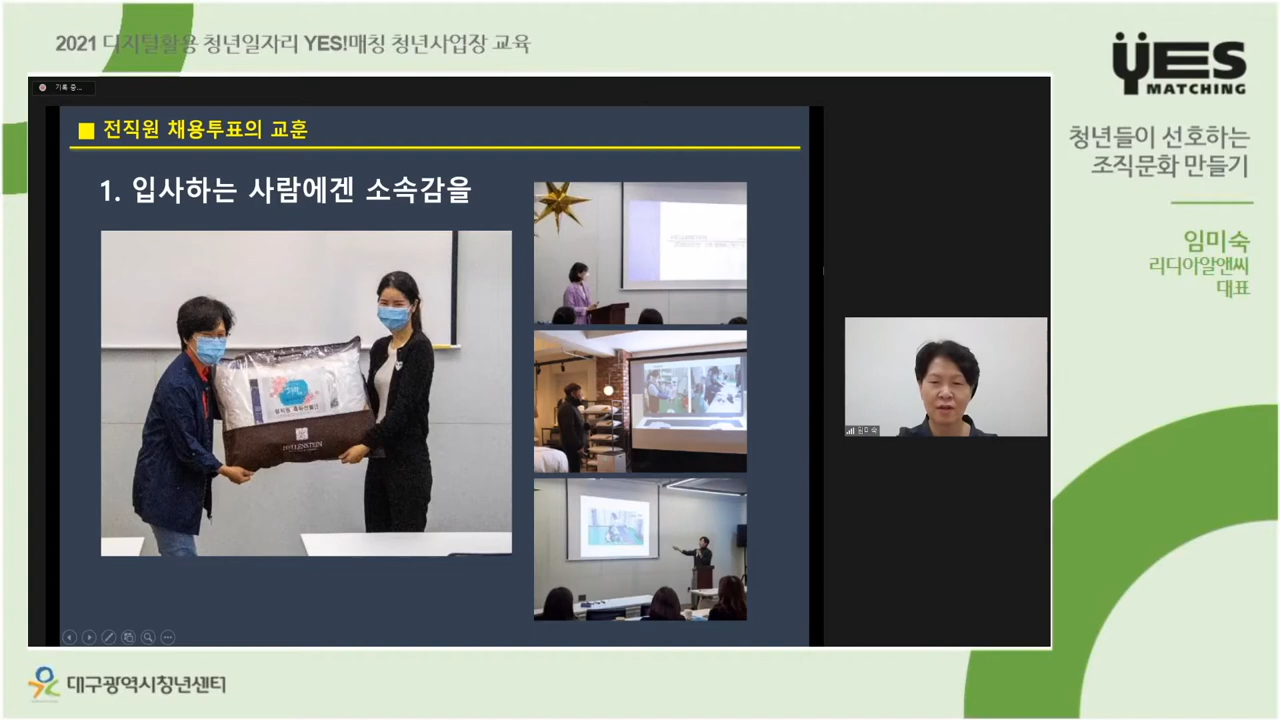 2021 디지털활용 청년일자리 YES!매칭 청년사업장 교육
YES
MATCHING
청년들이 선호하는
조직문화 만들기
임미숙
리디아알앤씨
대표
기록 중...
전직원 채용투표의 교훈
1. 입사하는 사람에겐 소속감을
임미숙
대구광역시청년센터